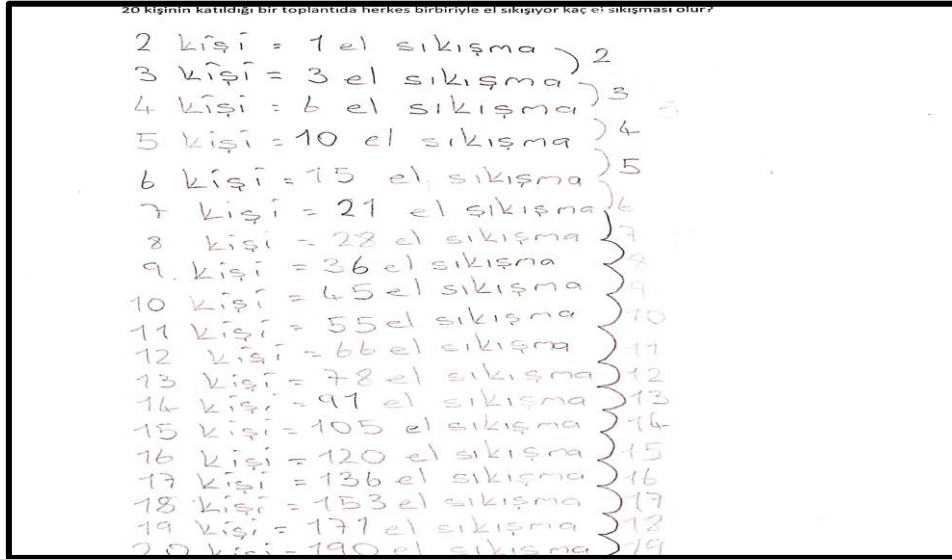 20 kişinin katıldığı bir toplantıda herkes birbiriyle el sıkışıyor kaç el sıkışması olur?
2 kişi = 1 el sıkışma
2
3 kişi = 3 el sıkışma
3
4 kişi = 6 el sıkışma
4
5 kişi = 10 el sıkışma
5
6 kişi = 15 el sıkışma
6
7 kişi = 21 el sıkışma
7
8 kişi = 28 el sıkışma
8
9. kişi = 36 el sıkışma
9
10 kişi = 45 el sıkışma
10
11 kişi = 55 el sıkışma
11
12 kişi = 66 el sıkışma
12
13 kişi = 78 el sıkışma
13
14 kişi = 91 el sıkışma
14
15 kişi = 105 el sıkışma
15
16 kişi = 120 el sıkışma
16
17 kişi = 136 el sıkışma
17
18 kişi = 153 el sıkışma
18
19 kişi = 171 el sıkışma
19
20 kişi = 190 el sıkışma